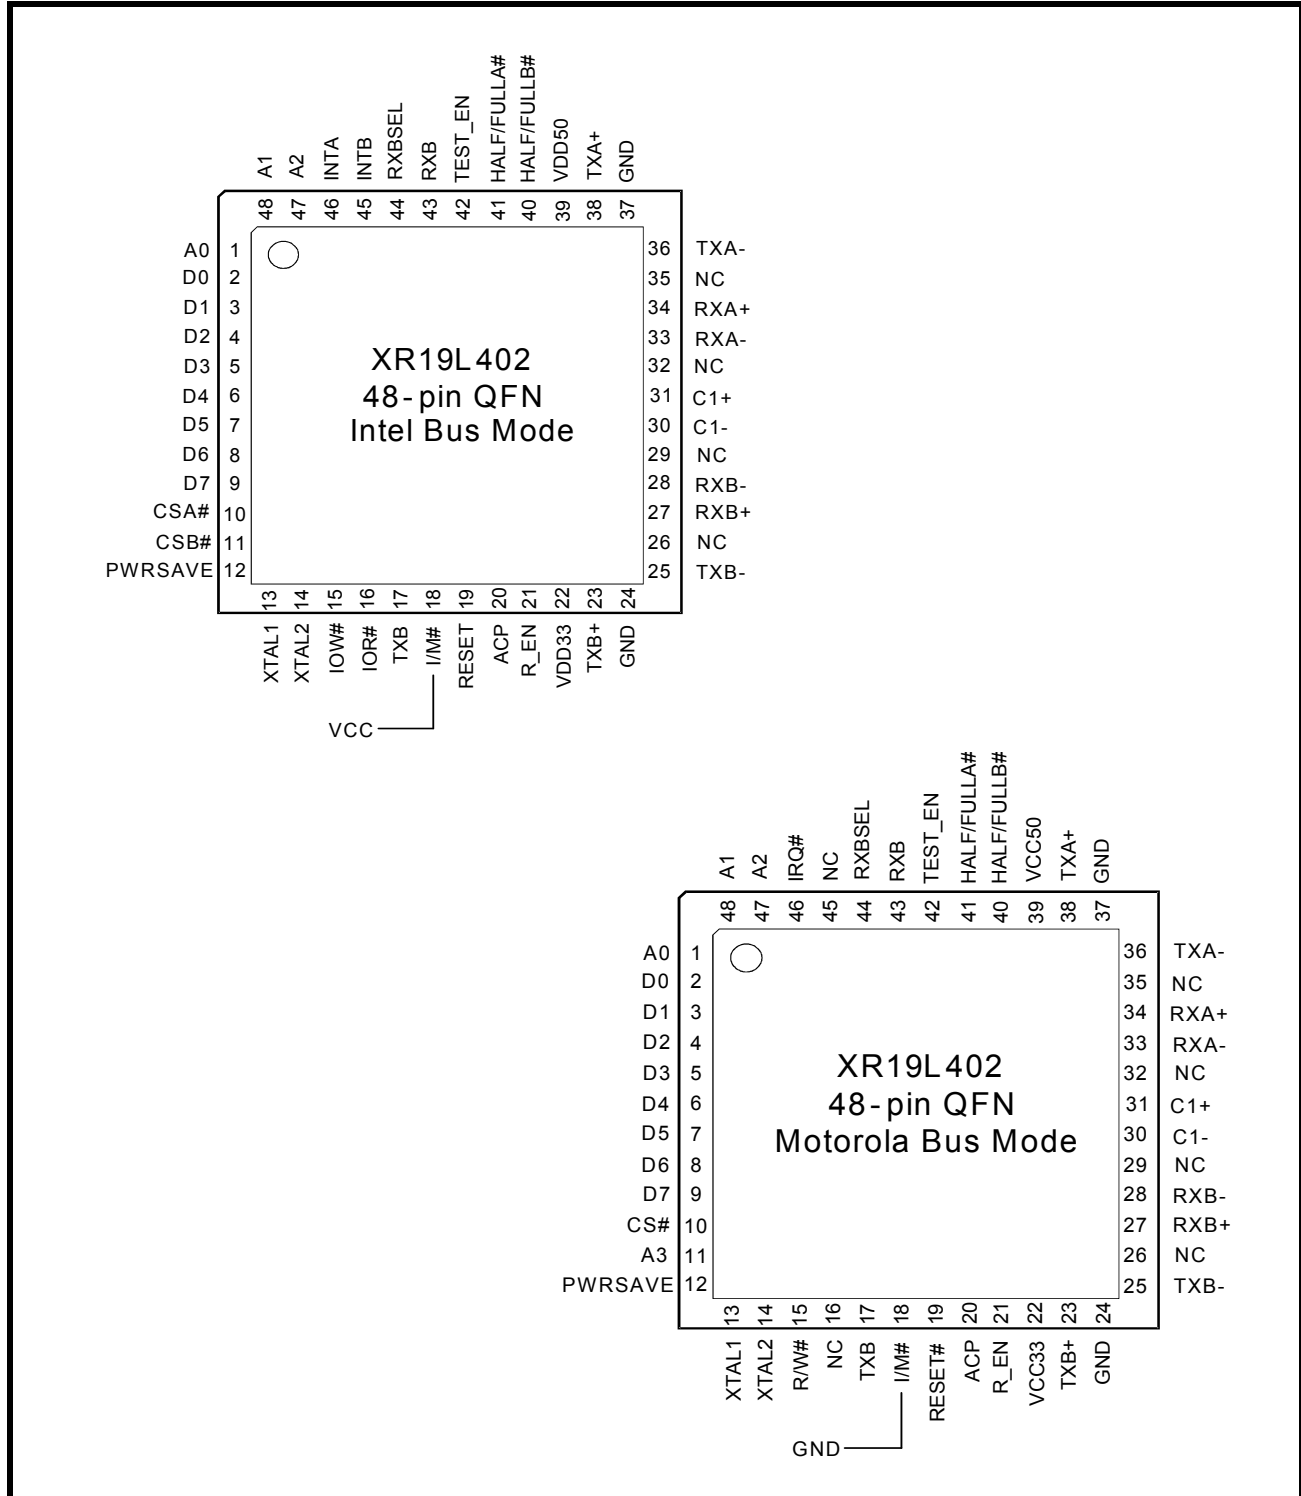 A1 A2 INTA INTB RXBSEL RXB TEST_EN HALF/FULLA# HALF/FULLB# VDD50 TXA+ GND
48 47 46 45 44 43 42 41 40 39 38 37
A0 1 36 TXA-
D0 2 35 NC
D1 3 34 RXA+
D2 4 33 RXA-
D3 5 32 NC
D4 6 31 C1+
D5 7 30 C1-
D6 8 29 NC
D7 9 28 RXB-
CSA# 10 27 RXB+
CSB# 11 26 NC
PWRSAVE 12 25 TXB-
XR19L402
48-pin QFN
Intel Bus Mode
13 14 15 16 17 18 19 20 21 22 23 24
XTAL1 XTAL2 IOW# IOR# TXB I/M# RESET ACP R_EN VDD33 TXB+ GND
VCC
A1 A2 IRQ# NC RXBSEL RXB TEST_EN HALF/FULLA# HALF/FULLB# VCC50 TXA+ GND
48 47 46 45 44 43 42 41 40 39 38 37
A0 1 36 TXA-
D0 2 35 NC
D1 3 34 RXA+
D2 4 33 RXA-
D3 5 32 NC
D4 6 31 C1+
D5 7 30 C1-
D6 8 29 NC
D7 9 28 RXB-
CS# 10 27 RXB+
A3 11 26 NC
PWRSAVE 12 25 TXB-
XR19L402
48-pin QFN
Motorola Bus Mode
13 14 15 16 17 18 19 20 21 22 23 24
XTAL1 XTAL2 R/W# NC TXB I/M# RESET# ACP R_EN VCC33 TXB+ GND
GND